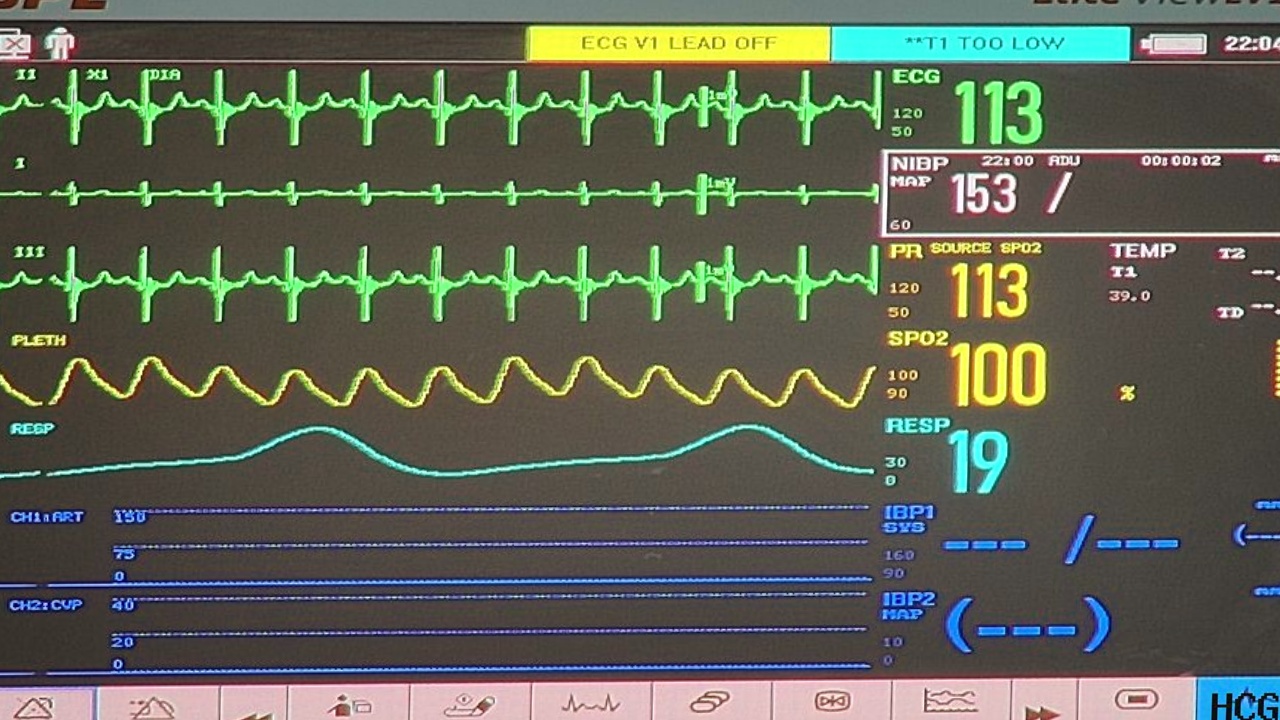 ECG V1 LEAD OFF
**T1 TOO LOW
22:04
II X1 DIA
1mV
ECG
113
120
50
I
1mV
NIBP 22:00 ADU 00:00:02
MAP
153 /
60
III
PR SOURCE SPO2
113
120
50
TEMP T2
T1 --
39.0
TD --
PLETH
SPO2
100
100
90
%
RESP
RESP
19
30
0
CH1:ART 150
75
0
IBP1
SYS
--- / ---
(--
160
90
CH2:CVP 40
20
0
IBP2
MAP
(---)
10
0
HCG